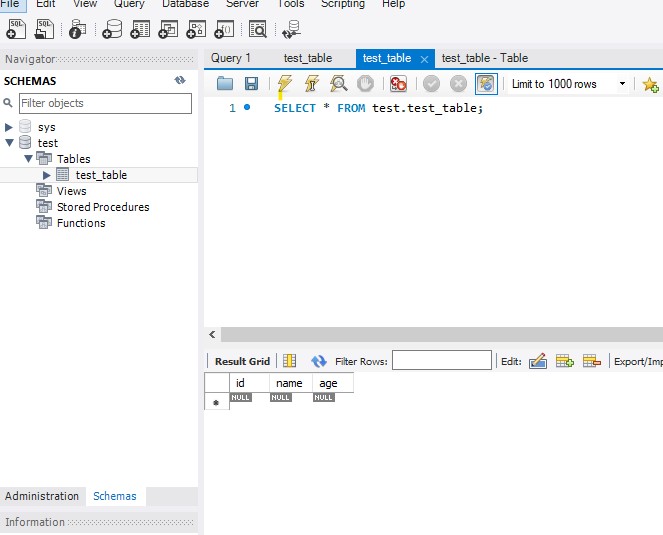 File Edit View Query Database Server Tools Scripting Help
SQL SQL
Navigator
SCHEMAS
Filter objects
sys
test
Tables
test_table
Views
Stored Procedures
Functions
Administration Schemas
Information
Query 1 test_table test_table test_table - Table
Limit to 1000 rows
1 SELECT * FROM test.test_table;
Result Grid Filter Rows: Edit: Export/Imp
id name age
NULL NULL NULL